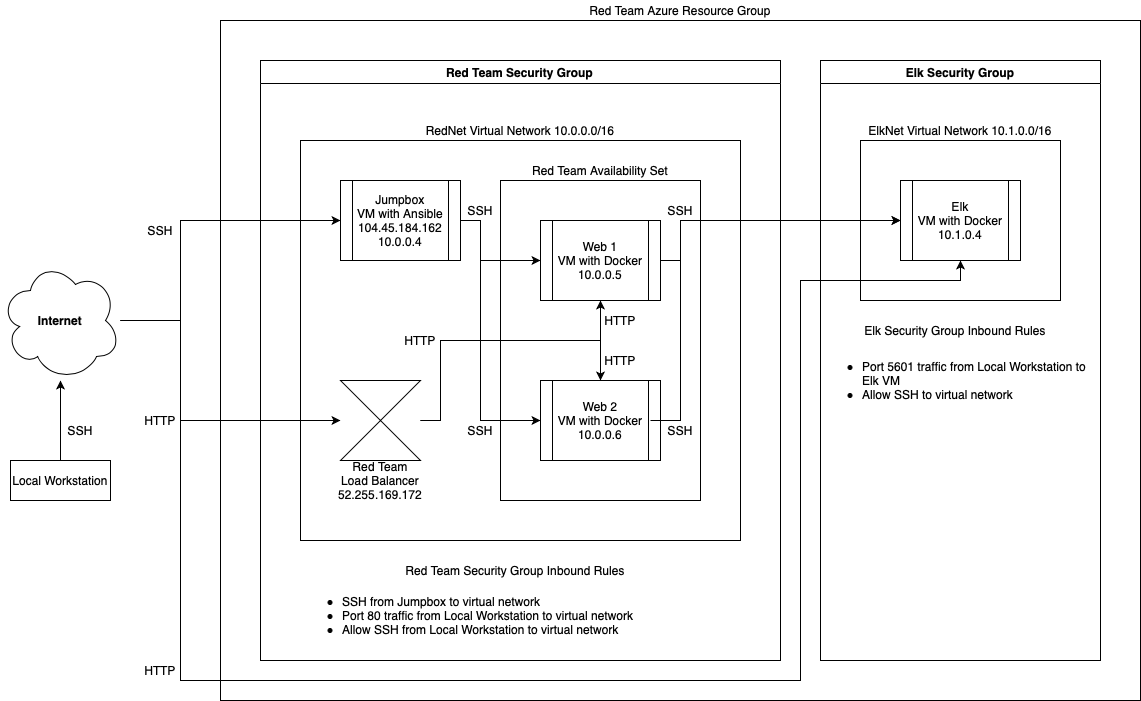 Red Team Azure Resource Group
Red Team Security Group
Elk Security Group
RedNet Virtual Network 10.0.0.0/16
ElkNet Virtual Network 10.1.0.0/16
Red Team Availability Set
Jumpbox
VM with Ansible
104.45.184.162
10.0.0.4
SSH
SSH
SSH
Elk
VM with Docker
10.1.0.4
Web 1
VM with Docker
10.0.0.5
Internet
HTTP
HTTP
HTTP
Elk Security Group Inbound Rules
● Port 5601 traffic from Local Workstation to
Elk VM
● Allow SSH to virtual network
HTTP
Web 2
VM with Docker
10.0.0.6
SSH
SSH
SSH
Local Workstation
Red Team
Load Balancer
52.255.169.172
Red Team Security Group Inbound Rules
● SSH from Jumpbox to virtual network
● Port 80 traffic from Local Workstation to virtual network
● Allow SSH from Local Workstation to virtual network
HTTP